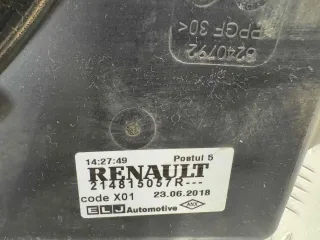 8240792
>PPGF 30<
14:27:49 Postul 5
RENAULT
214815057R---
code X01 23.06.2018
ELJ Automotive